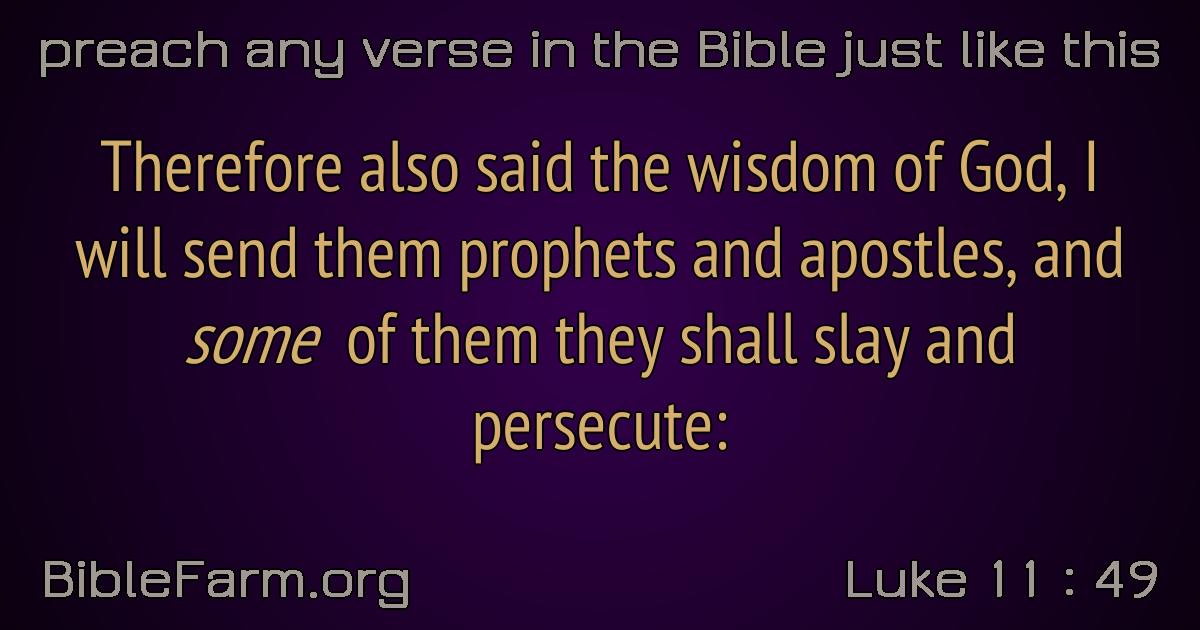 preach any verse in the Bible just like this
Therefore also said the wisdom of God, I
will send them prophets and apostles, and
some of them they shall slay and
persecute:
BibleFarm.org
Luke 11 : 49